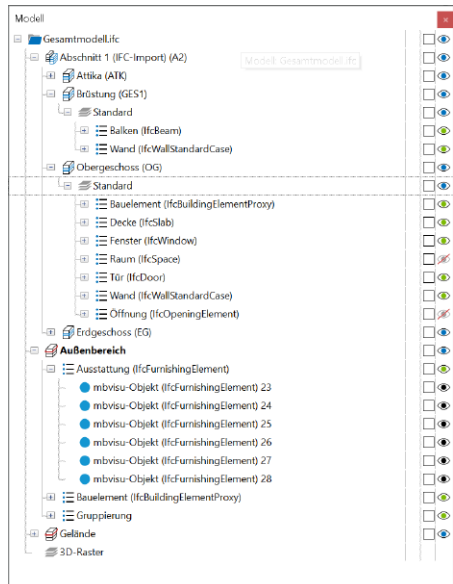 Modell
Gesamtmodell.ifc
Abschnitt 1 (IFC-Import) (A2)
Modell: Gesamtmodell.ifc
Attika (ATK)
Brüstung (GES1)
Standard
Balken (IfcBeam)
Wand (IfcWallStandardCase)
Obergeschoss (OG)
Standard
Bauelement (IfcBuildingElementProxy)
Decke (IfcSlab)
Fenster (IfcWindow)
Raum (IfcSpace)
Tür (IfcDoor)
Wand (IfcWallStandardCase)
Öffnung (IfcOpeningElement)
Erdgeschoss (EG)
Außenbereich
Ausstattung (IfcFurnishingElement)
mbvisu-Objekt (IfcFurnishingElement) 23
mbvisu-Objekt (IfcFurnishingElement) 24
mbvisu-Objekt (IfcFurnishingElement) 25
mbvisu-Objekt (IfcFurnishingElement) 26
mbvisu-Objekt (IfcFurnishingElement) 27
mbvisu-Objekt (IfcFurnishingElement) 28
Bauelement (IfcBuildingElementProxy)
Gruppierung
Gelände
3D-Raster